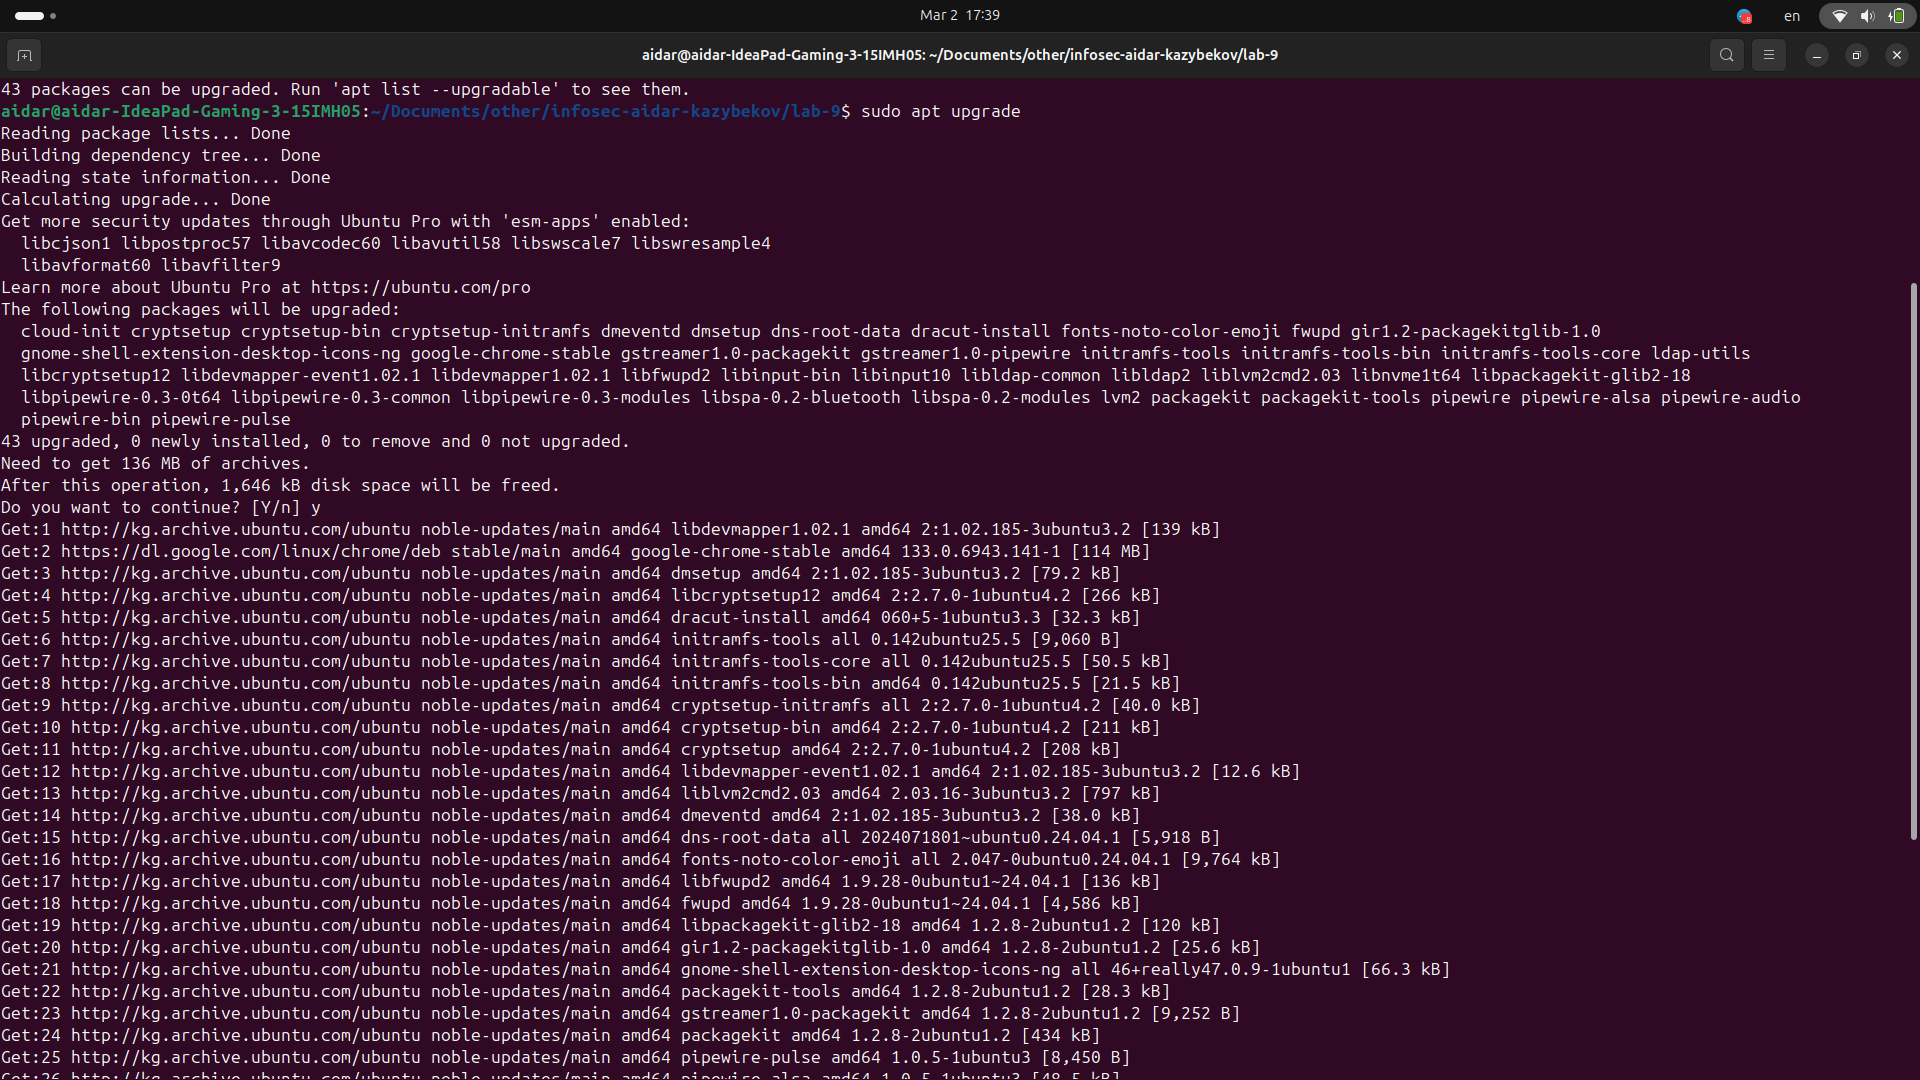 Mar 2 17:39
en
aidar@aidar-IdeaPad-Gaming-3-15IMH05: ~/Documents/other/infosec-aidar-kazybekov/lab-9
43 packages can be upgraded. Run 'apt list --upgradable' to see them.
aidar@aidar-IdeaPad-Gaming-3-15IMH05:~/Documents/other/infosec-aidar-kazybekov/lab-9$ sudo apt upgrade
Reading package lists... Done
Building dependency tree... Done
Reading state information... Done
Calculating upgrade... Done
Get more security updates through Ubuntu Pro with 'esm-apps' enabled:
  libcjson1 libpostproc57 libavcodec60 libavutil58 libswscale7 libswresample4
  libavformat60 libavfilter9
Learn more about Ubuntu Pro at https://ubuntu.com/pro
The following packages will be upgraded:
  cloud-init cryptsetup cryptsetup-bin cryptsetup-initramfs dmeventd dmsetup dns-root-data dracut-install fonts-noto-color-emoji fwupd gir1.2-packagekitglib-1.0
  gnome-shell-extension-desktop-icons-ng google-chrome-stable gstreamer1.0-packagekit gstreamer1.0-pipewire initramfs-tools initramfs-tools-bin initramfs-tools-core ldap-utils
  libcryptsetup12 libdevmapper-event1.02.1 libdevmapper1.02.1 libfwupd2 libinput-bin libinput10 libldap-common libldap2 liblvm2cmd2.03 libnvme1t64 libpackagekit-glib2-18
  libpipewire-0.3-0t64 libpipewire-0.3-common libpipewire-0.3-modules libspa-0.2-bluetooth libspa-0.2-modules lvm2 packagekit packagekit-tools pipewire pipewire-alsa pipewire-audio
  pipewire-bin pipewire-pulse
43 upgraded, 0 newly installed, 0 to remove and 0 not upgraded.
Need to get 136 MB of archives.
After this operation, 1,646 kB disk space will be freed.
Do you want to continue? [Y/n] y
Get:1 http://kg.archive.ubuntu.com/ubuntu noble-updates/main amd64 libdevmapper1.02.1 amd64 2:1.02.185-3ubuntu3.2 [139 kB]
Get:2 https://dl.google.com/linux/chrome/deb stable/main amd64 google-chrome-stable amd64 133.0.6943.141-1 [114 MB]
Get:3 http://kg.archive.ubuntu.com/ubuntu noble-updates/main amd64 dmsetup amd64 2:1.02.185-3ubuntu3.2 [79.2 kB]
Get:4 http://kg.archive.ubuntu.com/ubuntu noble-updates/main amd64 libcryptsetup12 amd64 2:2.7.0-1ubuntu4.2 [266 kB]
Get:5 http://kg.archive.ubuntu.com/ubuntu noble-updates/main amd64 dracut-install amd64 060+5-1ubuntu3.3 [32.3 kB]
Get:6 http://kg.archive.ubuntu.com/ubuntu noble-updates/main amd64 initramfs-tools all 0.142ubuntu25.5 [9,060 B]
Get:7 http://kg.archive.ubuntu.com/ubuntu noble-updates/main amd64 initramfs-tools-core all 0.142ubuntu25.5 [50.5 kB]
Get:8 http://kg.archive.ubuntu.com/ubuntu noble-updates/main amd64 initramfs-tools-bin amd64 0.142ubuntu25.5 [21.5 kB]
Get:9 http://kg.archive.ubuntu.com/ubuntu noble-updates/main amd64 cryptsetup-initramfs all 2:2.7.0-1ubuntu4.2 [40.0 kB]
Get:10 http://kg.archive.ubuntu.com/ubuntu noble-updates/main amd64 cryptsetup-bin amd64 2:2.7.0-1ubuntu4.2 [211 kB]
Get:11 http://kg.archive.ubuntu.com/ubuntu noble-updates/main amd64 cryptsetup amd64 2:2.7.0-1ubuntu4.2 [208 kB]
Get:12 http://kg.archive.ubuntu.com/ubuntu noble-updates/main amd64 libdevmapper-event1.02.1 amd64 2:1.02.185-3ubuntu3.2 [12.6 kB]
Get:13 http://kg.archive.ubuntu.com/ubuntu noble-updates/main amd64 liblvm2cmd2.03 amd64 2.03.16-3ubuntu3.2 [797 kB]
Get:14 http://kg.archive.ubuntu.com/ubuntu noble-updates/main amd64 dmeventd amd64 2:1.02.185-3ubuntu3.2 [38.0 kB]
Get:15 http://kg.archive.ubuntu.com/ubuntu noble-updates/main amd64 dns-root-data all 2024071801~ubuntu0.24.04.1 [5,918 B]
Get:16 http://kg.archive.ubuntu.com/ubuntu noble-updates/main amd64 fonts-noto-color-emoji all 2.047-0ubuntu0.24.04.1 [9,764 kB]
Get:17 http://kg.archive.ubuntu.com/ubuntu noble-updates/main amd64 libfwupd2 amd64 1.9.28-0ubuntu1~24.04.1 [136 kB]
Get:18 http://kg.archive.ubuntu.com/ubuntu noble-updates/main amd64 fwupd amd64 1.9.28-0ubuntu1~24.04.1 [4,586 kB]
Get:19 http://kg.archive.ubuntu.com/ubuntu noble-updates/main amd64 libpackagekit-glib2-18 amd64 1.2.8-2ubuntu1.2 [120 kB]
Get:20 http://kg.archive.ubuntu.com/ubuntu noble-updates/main amd64 gir1.2-packagekitglib-1.0 amd64 1.2.8-2ubuntu1.2 [25.6 kB]
Get:21 http://kg.archive.ubuntu.com/ubuntu noble-updates/main amd64 gnome-shell-extension-desktop-icons-ng all 46+really47.0.9-1ubuntu1 [66.3 kB]
Get:22 http://kg.archive.ubuntu.com/ubuntu noble-updates/main amd64 packagekit-tools amd64 1.2.8-2ubuntu1.2 [28.3 kB]
Get:23 http://kg.archive.ubuntu.com/ubuntu noble-updates/main amd64 gstreamer1.0-packagekit amd64 1.2.8-2ubuntu1.2 [9,252 B]
Get:24 http://kg.archive.ubuntu.com/ubuntu noble-updates/main amd64 packagekit amd64 1.2.8-2ubuntu1.2 [434 kB]
Get:25 http://kg.archive.ubuntu.com/ubuntu noble-updates/main amd64 pipewire-pulse amd64 1.0.5-1ubuntu3 [8,450 B]
Get:26 http://kg.archive.ubuntu.com/ubuntu noble-updates/main amd64 pipewire-alsa amd64 1.0.5-1ubuntu3 [48.5 kB]